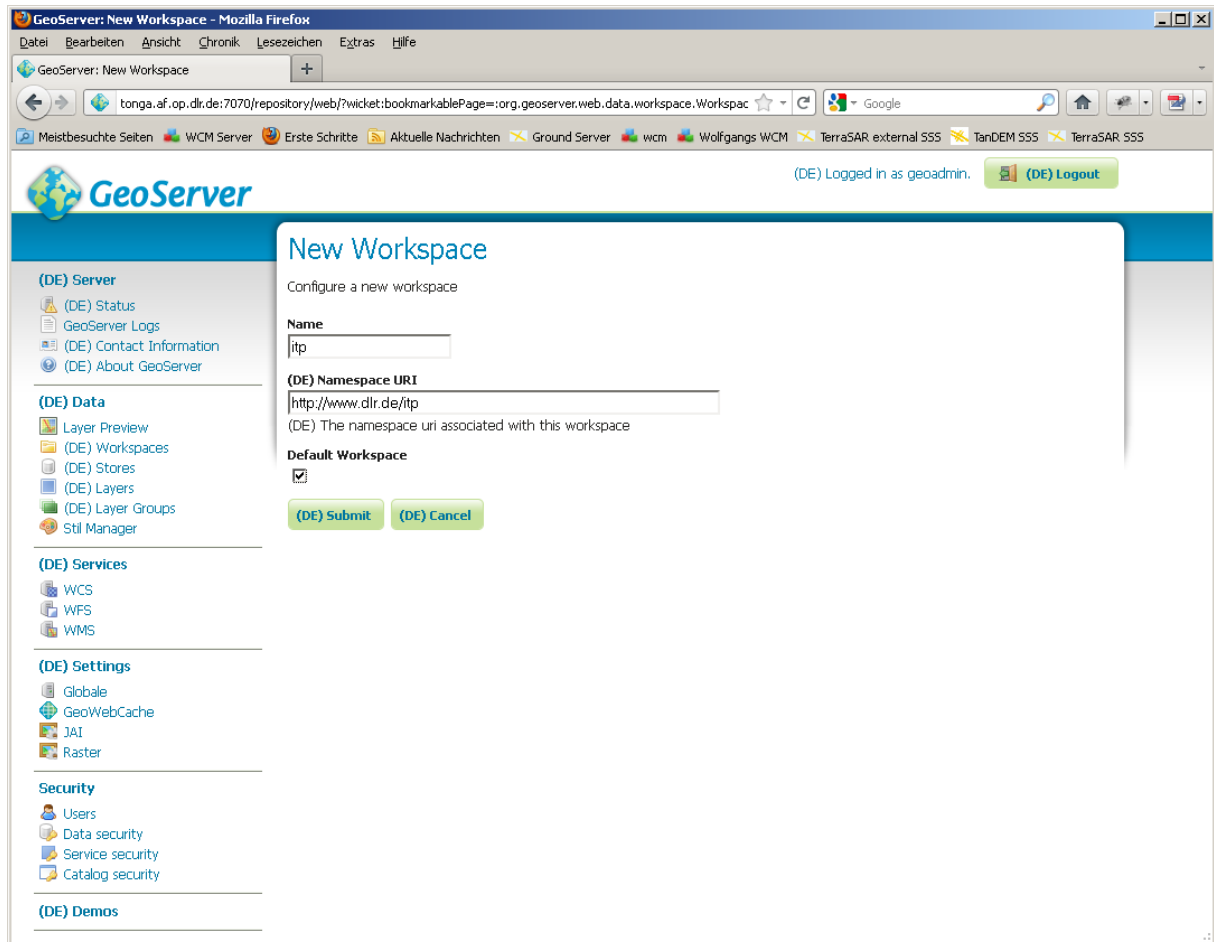 GeoServer: New Workspace - Mozilla Firefox
Datei Bearbeiten Ansicht Chronik Lesezeichen Extras Hilfe
GeoServer: New Workspace
tonga.af.op.dlr.de:7070/repository/web/?wicket:bookmarkablePage=:org.geoserver.web.data.workspace.Workspac
Google
Meistbesuchte Seiten WCM Server Erste Schritte Aktuelle Nachrichten Ground Server wcm Wolfgangs WCM TerraSAR external SSS TanDEM SSS TerraSAR SSS
GeoServer
(DE) Logged in as geoadmin.
(DE) Logout
(DE) Server
(DE) Status
GeoServer Logs
(DE) Contact Information
(DE) About GeoServer
(DE) Data
Layer Preview
(DE) Workspaces
(DE) Stores
(DE) Layers
(DE) Layer Groups
Stil Manager
(DE) Services
WCS
WFS
WMS
(DE) Settings
Globale
GeoWebCache
JAI
Raster
Security
Users
Data security
Service security
Catalog security
(DE) Demos
New Workspace
Configure a new workspace
Name
itp
(DE) Namespace URI
http://www.dlr.de/itp
(DE) The namespace uri associated with this workspace
Default Workspace
(DE) Submit
(DE) Cancel